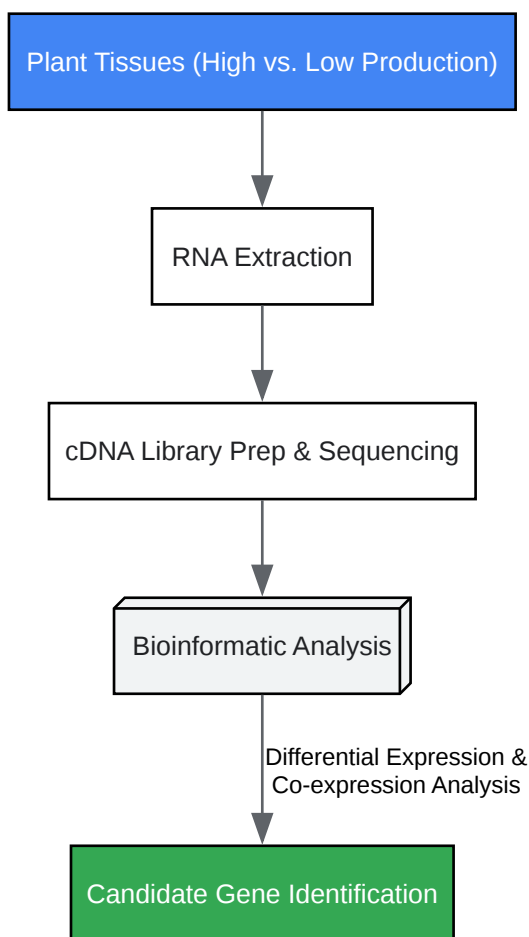 Plant Tissues (High vs. Low Production)
RNA Extraction
cDNA Library Prep & Sequencing
Bioinformatic Analysis
Differential Expression &
Co-expression Analysis
Candidate Gene Identification